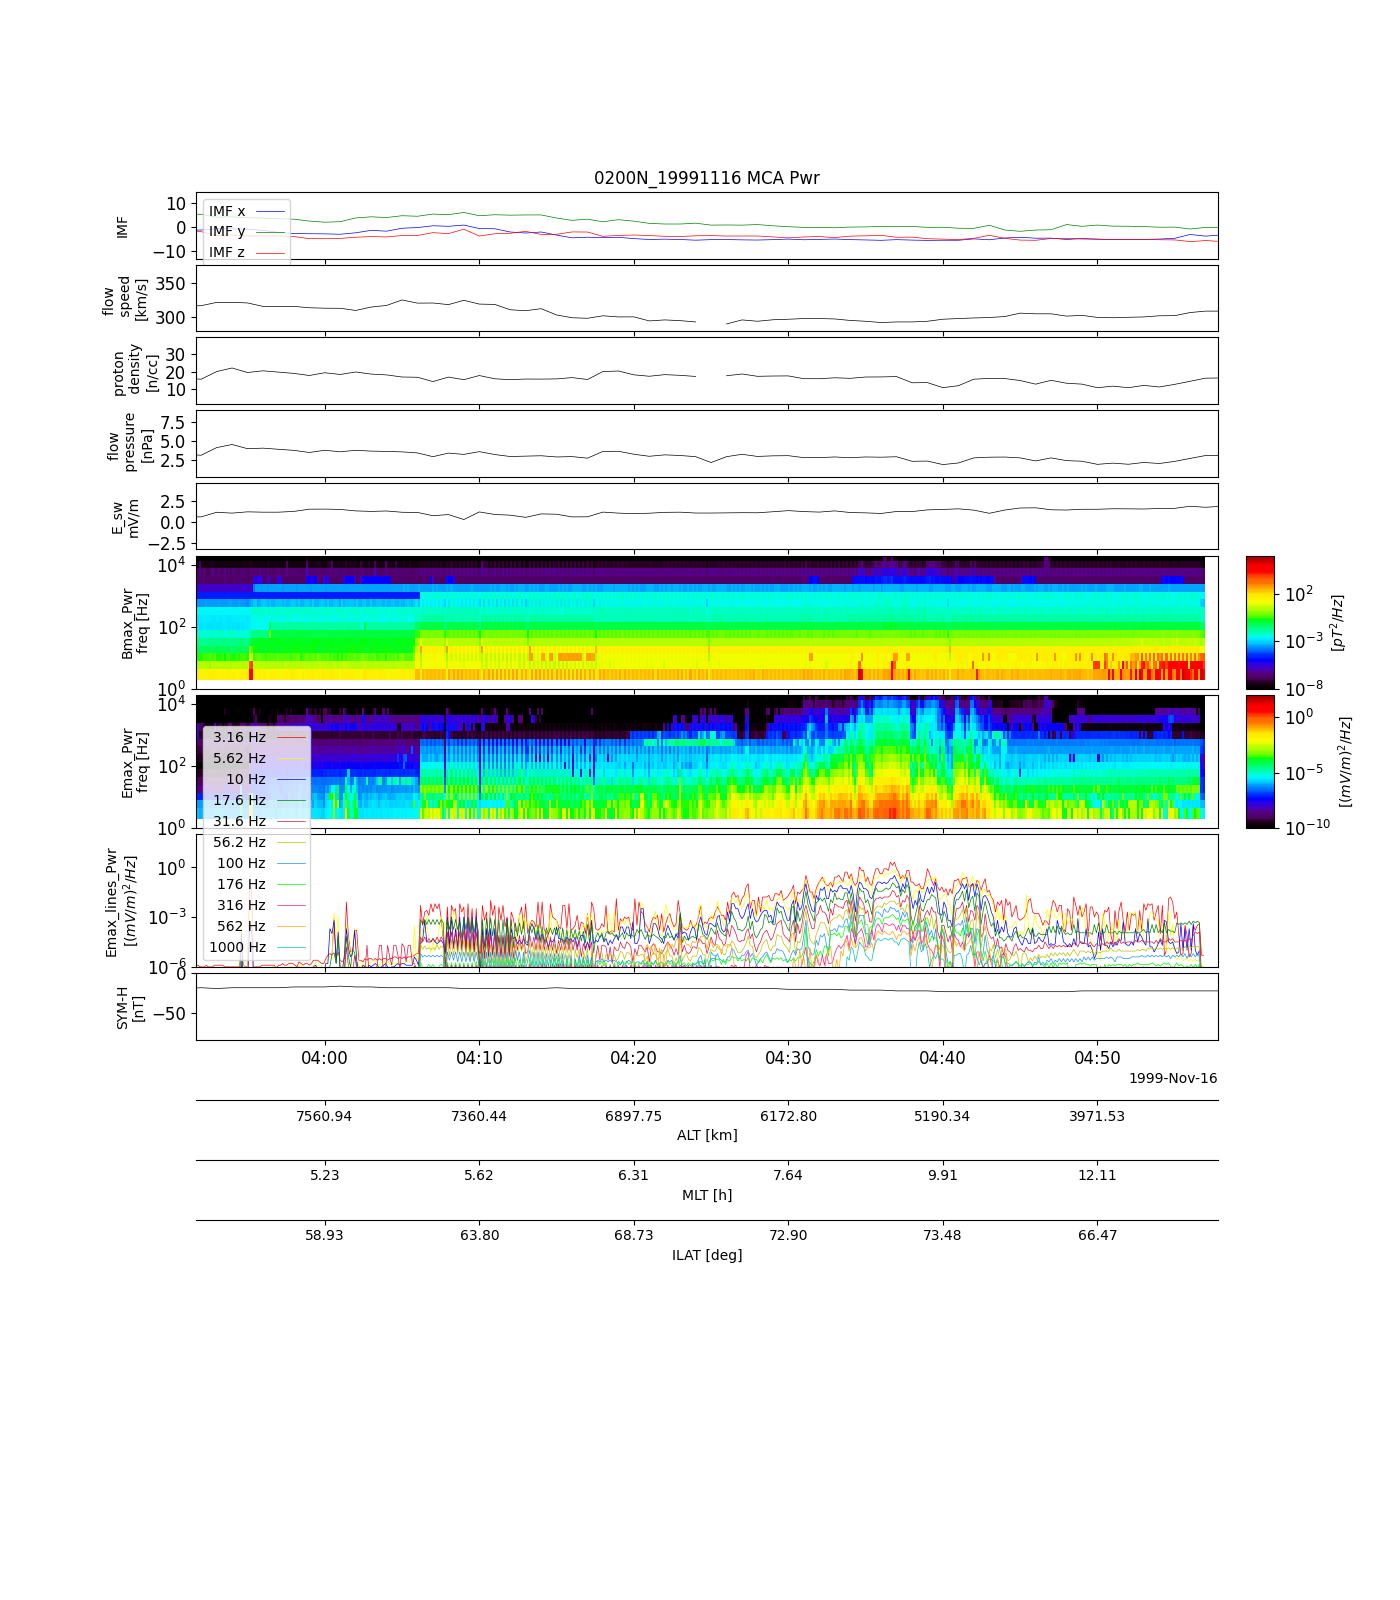 0200N_19991116 MCA Pwr
IMF
10
0
−10
IMF x
IMF y
IMF z
flow
speed
[km/s]
350
300
proton
density
[n/cc]
30
20
10
flow
pressure
[nPa]
7.5
5.0
2.5
E_sw
mV/m
2.5
0.0
−2.5
Bmax_Pwr
freq [Hz]
10^4
10^2
10^0
10^2
10^−3
10^−8
[pT^2/Hz]
Emax_Pwr
freq [Hz]
10^4
10^2
10^0
10^0
10^−5
10^−10
[(mV/m)^2/Hz]
3.16 Hz
5.62 Hz
10 Hz
17.6 Hz
31.6 Hz
56.2 Hz
100 Hz
176 Hz
316 Hz
562 Hz
1000 Hz
Emax_lines_Pwr
[(mV/m)^2/Hz]
10^0
10^−3
10^−6
SYM-H
[nT]
0
−50
04:00 04:10 04:20 04:30 04:40 04:50
1999-Nov-16
7560.94 7360.44 6897.75 6172.80 5190.34 3971.53
ALT [km]
5.23 5.62 6.31 7.64 9.91 12.11
MLT [h]
58.93 63.80 68.73 72.90 73.48 66.47
ILAT [deg]